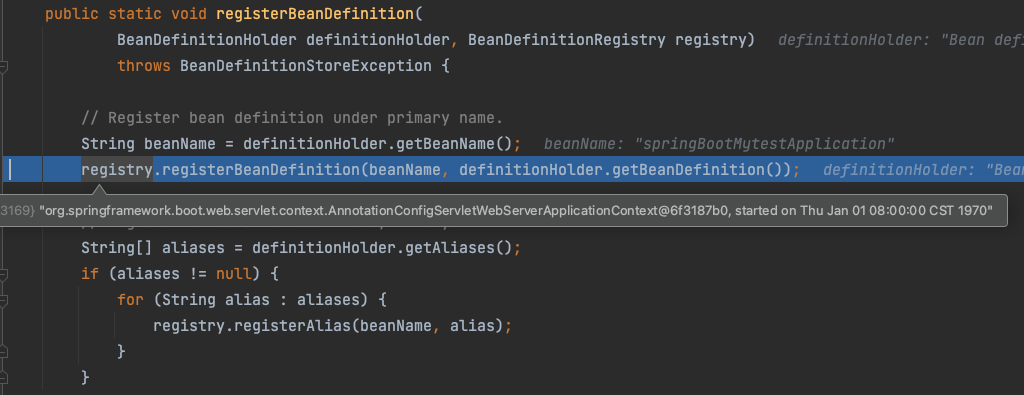 public static void registerBeanDefinition(
BeanDefinitionHolder definitionHolder, BeanDefinitionRegistry registry) definitionHolder: "Bean defi
throws BeanDefinitionStoreException {
// Register bean definition under primary name.
String beanName = definitionHolder.getBeanName(); beanName: "springBootMytestApplication"
registry.registerBeanDefinition(beanName, definitionHolder.getBeanDefinition()); definitionHolder: "Bean
3169} "org.springframework.boot.web.servlet.context.AnnotationConfigServletWebServerApplicationContext@6f3187b0, started on Thu Jan 01 08:00:00 CST 1970"
String[] aliases = definitionHolder.getAliases();
if (aliases != null) {
for (String alias : aliases) {
registry.registerAlias(beanName, alias);
}
}